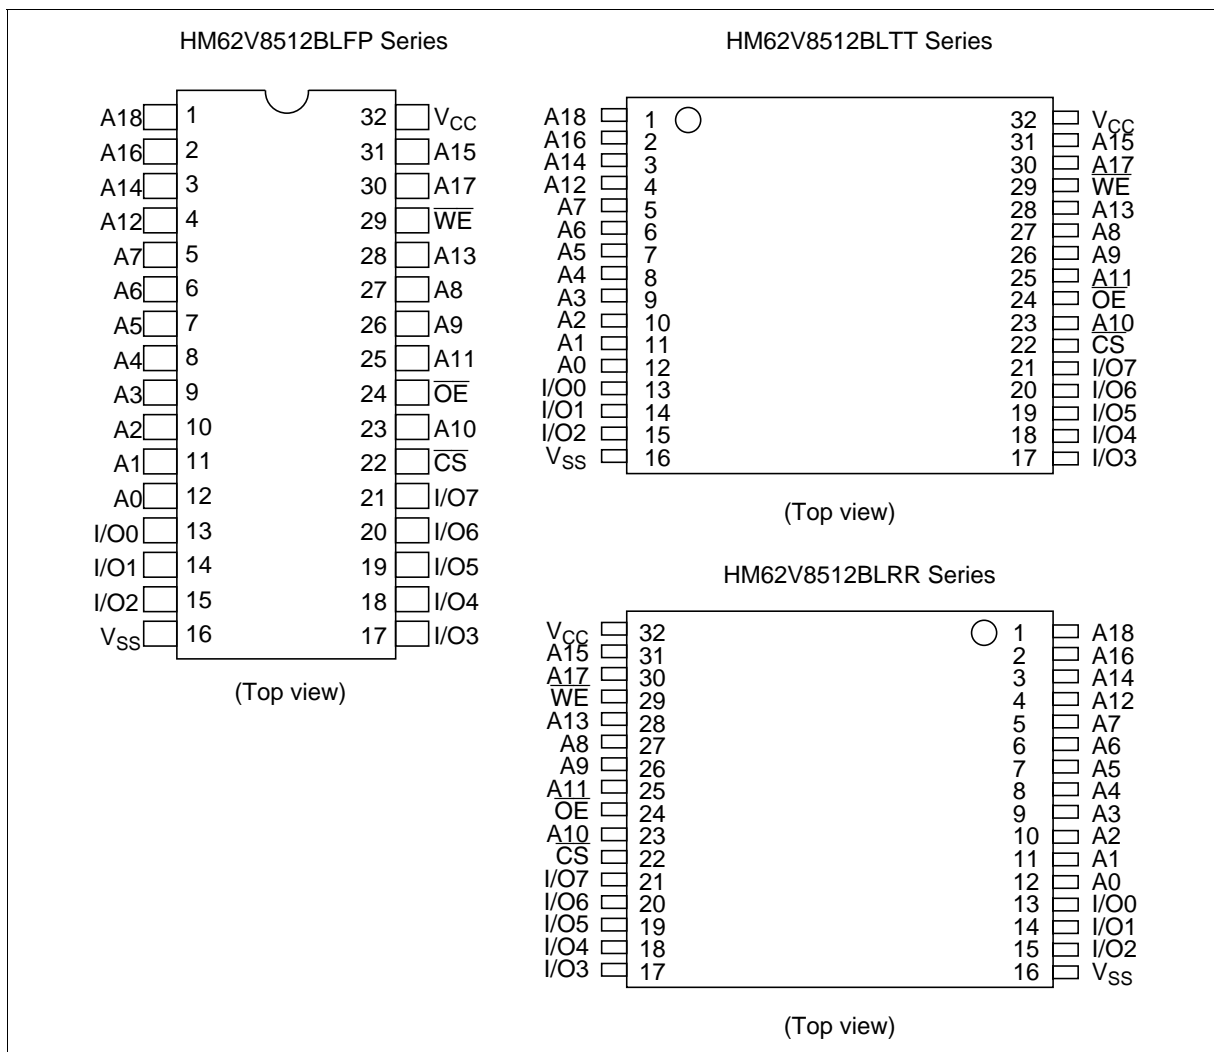 HM62V8512BLFP Series
A18 1 32 VCC
A16 2 31 A15
A14 3 30 A17
A12 4 29 W̅E̅
A7 5 28 A13
A6 6 27 A8
A5 7 26 A9
A4 8 25 A11
A3 9 24 O̅E̅
A2 10 23 A10
A1 11 22 C̅S̅
A0 12 21 I/O7
I/O0 13 20 I/O6
I/O1 14 19 I/O5
I/O2 15 18 I/O4
VSS 16 17 I/O3
(Top view)
HM62V8512BLTT Series
A18 1 32 VCC
A16 2 31 A15
A14 3 30 A17
A12 4 29 W̅E̅
A7 5 28 A13
A6 6 27 A8
A5 7 26 A9
A4 8 25 A11
A3 9 24 O̅E̅
A2 10 23 A10
A1 11 22 C̅S̅
A0 12 21 I/O7
I/O0 13 20 I/O6
I/O1 14 19 I/O5
I/O2 15 18 I/O4
VSS 16 17 I/O3
(Top view)
HM62V8512BLRR Series
VCC 32 1 A18
A15 31 2 A16
A17 30 3 A14
W̅E̅ 29 4 A12
A13 28 5 A7
A8 27 6 A6
A9 26 7 A5
A11 25 8 A4
O̅E̅ 24 9 A3
A10 23 10 A2
C̅S̅ 22 11 A1
I/O7 21 12 A0
I/O6 20 13 I/O0
I/O5 19 14 I/O1
I/O4 18 15 I/O2
I/O3 17 16 VSS
(Top view)